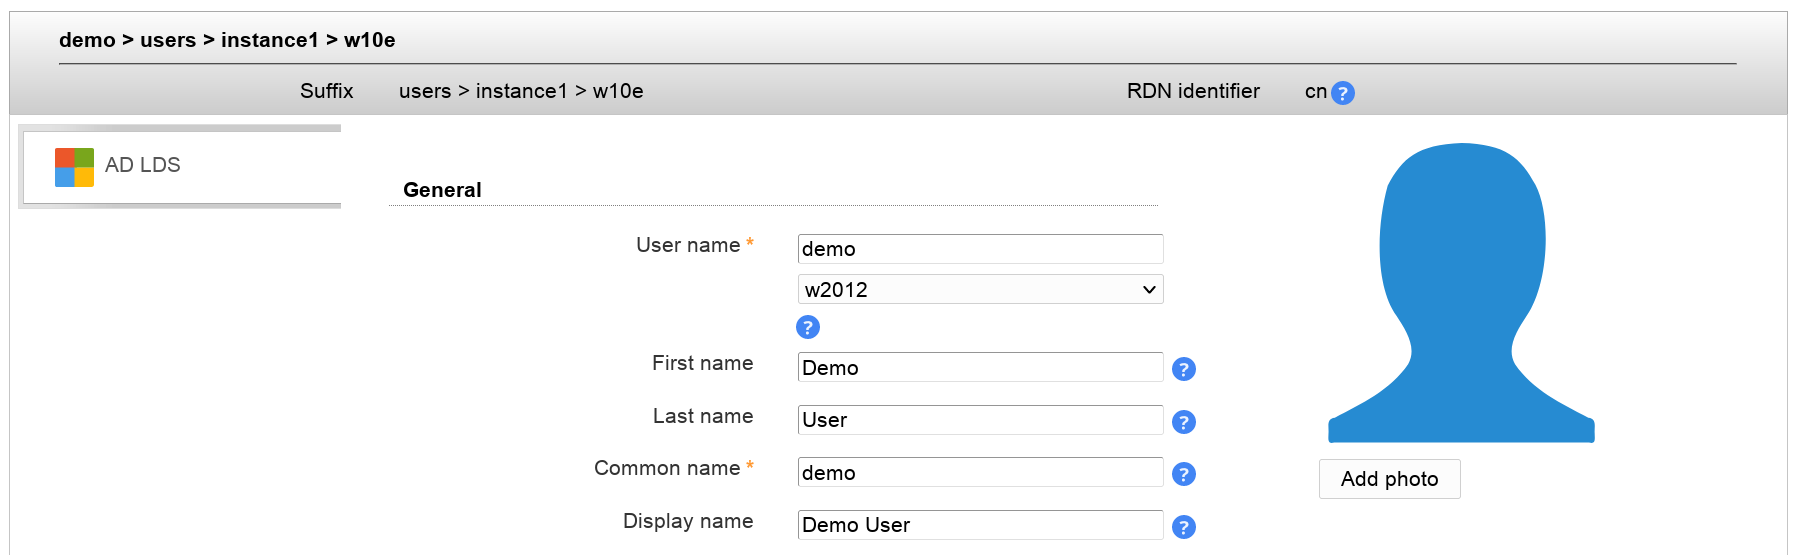 demo > users > instance1 > w10e
Suffix users > instance1 > w10e RDN identifier cn ?
AD LDS
General
User name * demo
w2012
?
First name Demo ?
Last name User ?
Common name * demo ?
Add photo
Display name Demo User ?